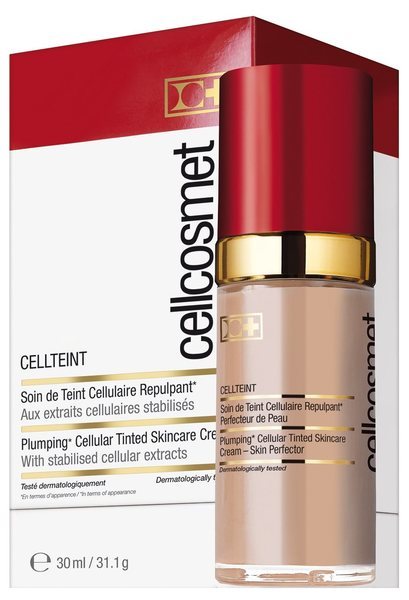 cellcosmet
CELLTEINT
Soin de Teint Cellulaire Repulpant*
Aux extraits cellulaires stabilisés
Plumping* Cellular Tinted Skincare Cre
With stabilised cellular extracts
Testé dermatologiquement
Dermatologically te
*En termes d'apparence / *In terms of appearance
℮ 30 ml / 31.1 g
cellcosmet
CELLTEINT
Soin de Teint Cellulaire Repulpant*
Perfecteur de Peau
Plumping* Cellular Tinted Skincare
Cream – Skin Perfector
Dermatologically tested